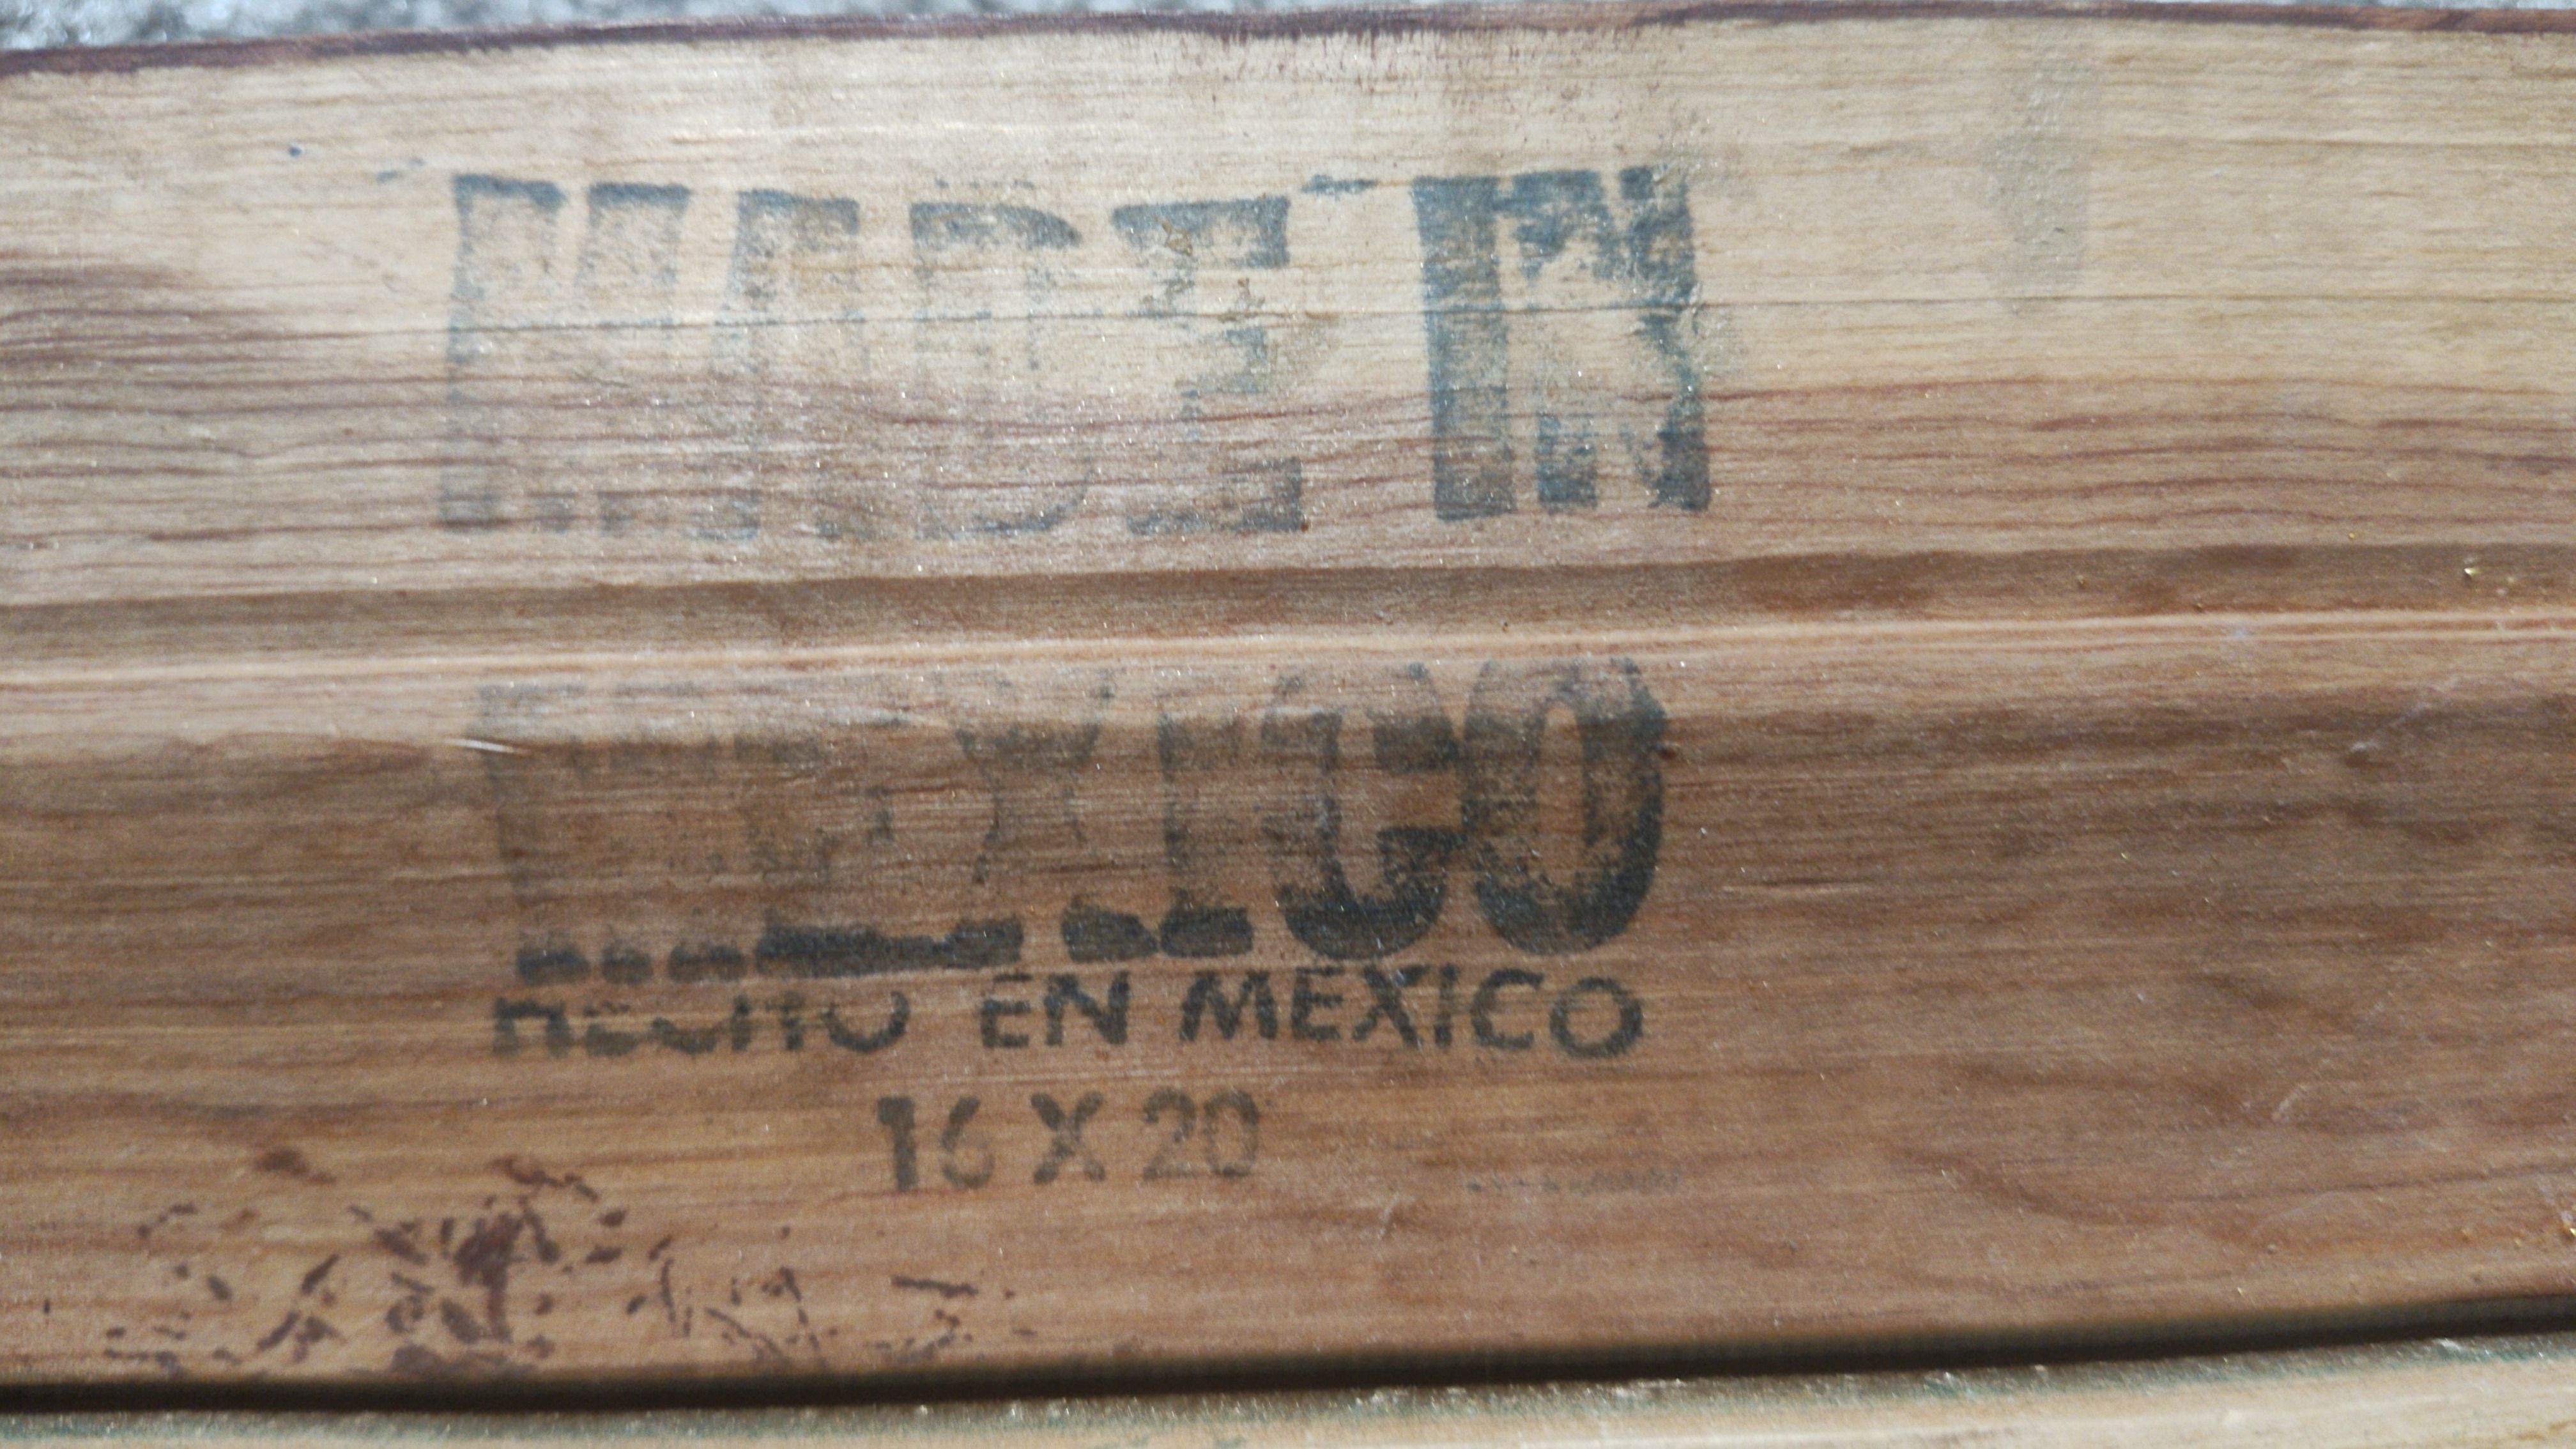 MADE IN
MEXICO
HECHO EN MEXICO
16 X 20